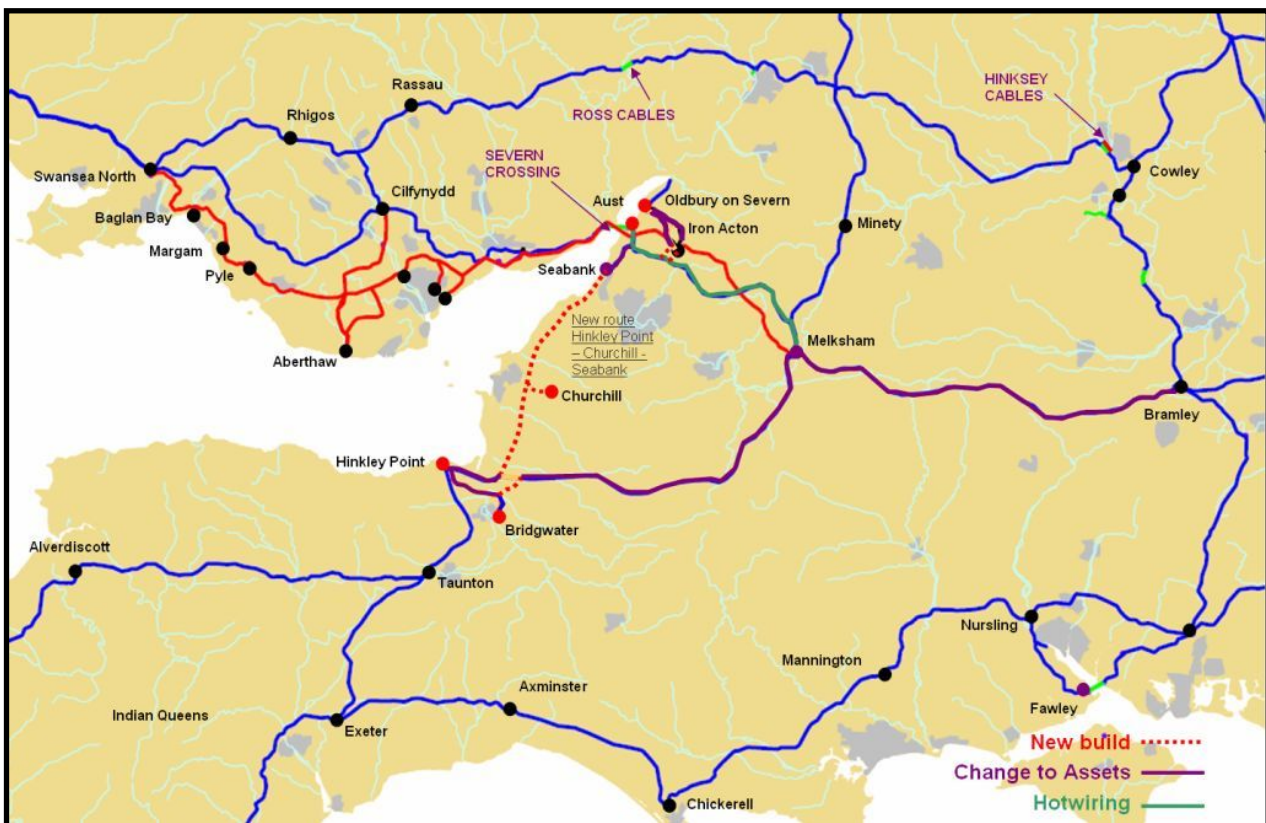 Rassau
ROSS CABLES
HINKSEY
CABLES
Rhigos
SEVERN
CROSSING
Swansea North
Cilfynydd
Cowley
Aust
Oldbury on Severn
Baglan Bay
Iron Acton
Minety
Margam
Pyle
Seabank
New route
Hinkley Point
– Churchill -
Seabank
Melksham
Aberthaw
Churchill
Bramley
Hinkley Point
Bridgwater
Alverdiscott
Taunton
Nursling
Mannington
Axminster
Fawley
Indian Queens
Exeter
New build
Change to Assets
Hotwiring
Chickerell